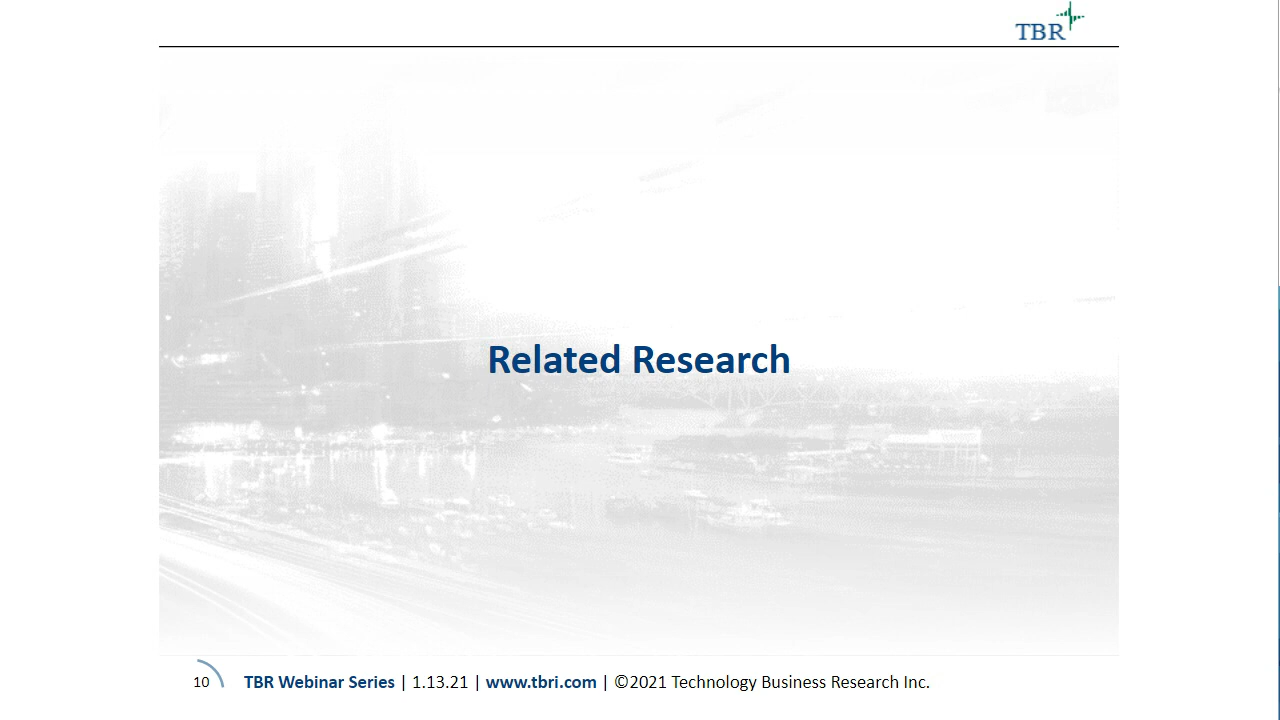 TBR
Related Research
10
TBR Webinar Series | 1.13.21 | www.tbri.com | ©2021 Technology Business Research Inc.